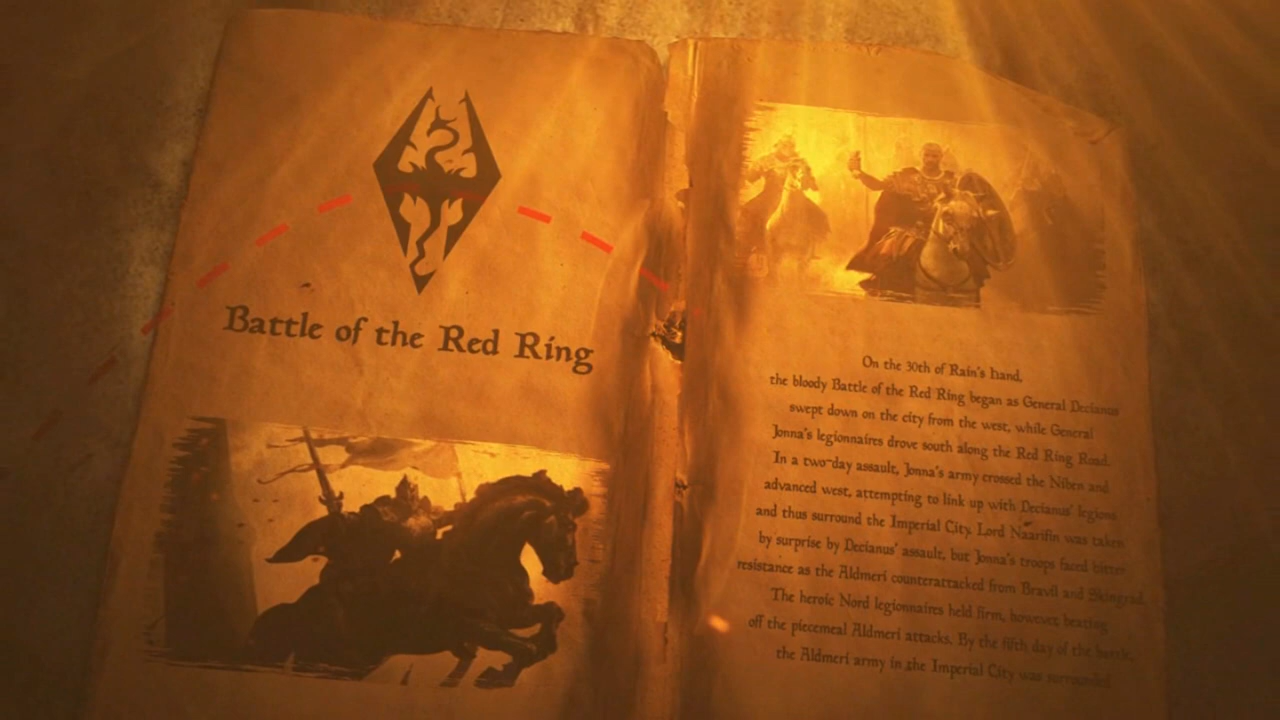 Battle of the Red Ring
On the 30th of Rain's hand,
the bloody Battle of the Red Ring began as General Decianus
swept down on the city from the west, while General
Jonna's legionnaires drove south along the Red Ring Road.
In a two-day assault, Jonna's army crossed the Niben and
advanced west, attempting to link up with Decianus' legions
and thus surround the Imperial City. Lord Naarifin was taken
by surprise by Decianus' assault, but Jonna's troops faced bitter
resistance as the Aldmeri counterattacked from Bravil and Skingrad.
The heroic Nord legionnaires held firm, however, beating
off the piecemeal Aldmeri attacks. By the fifth day of the battle,
the Aldmeri army in the Imperial City was surrounded